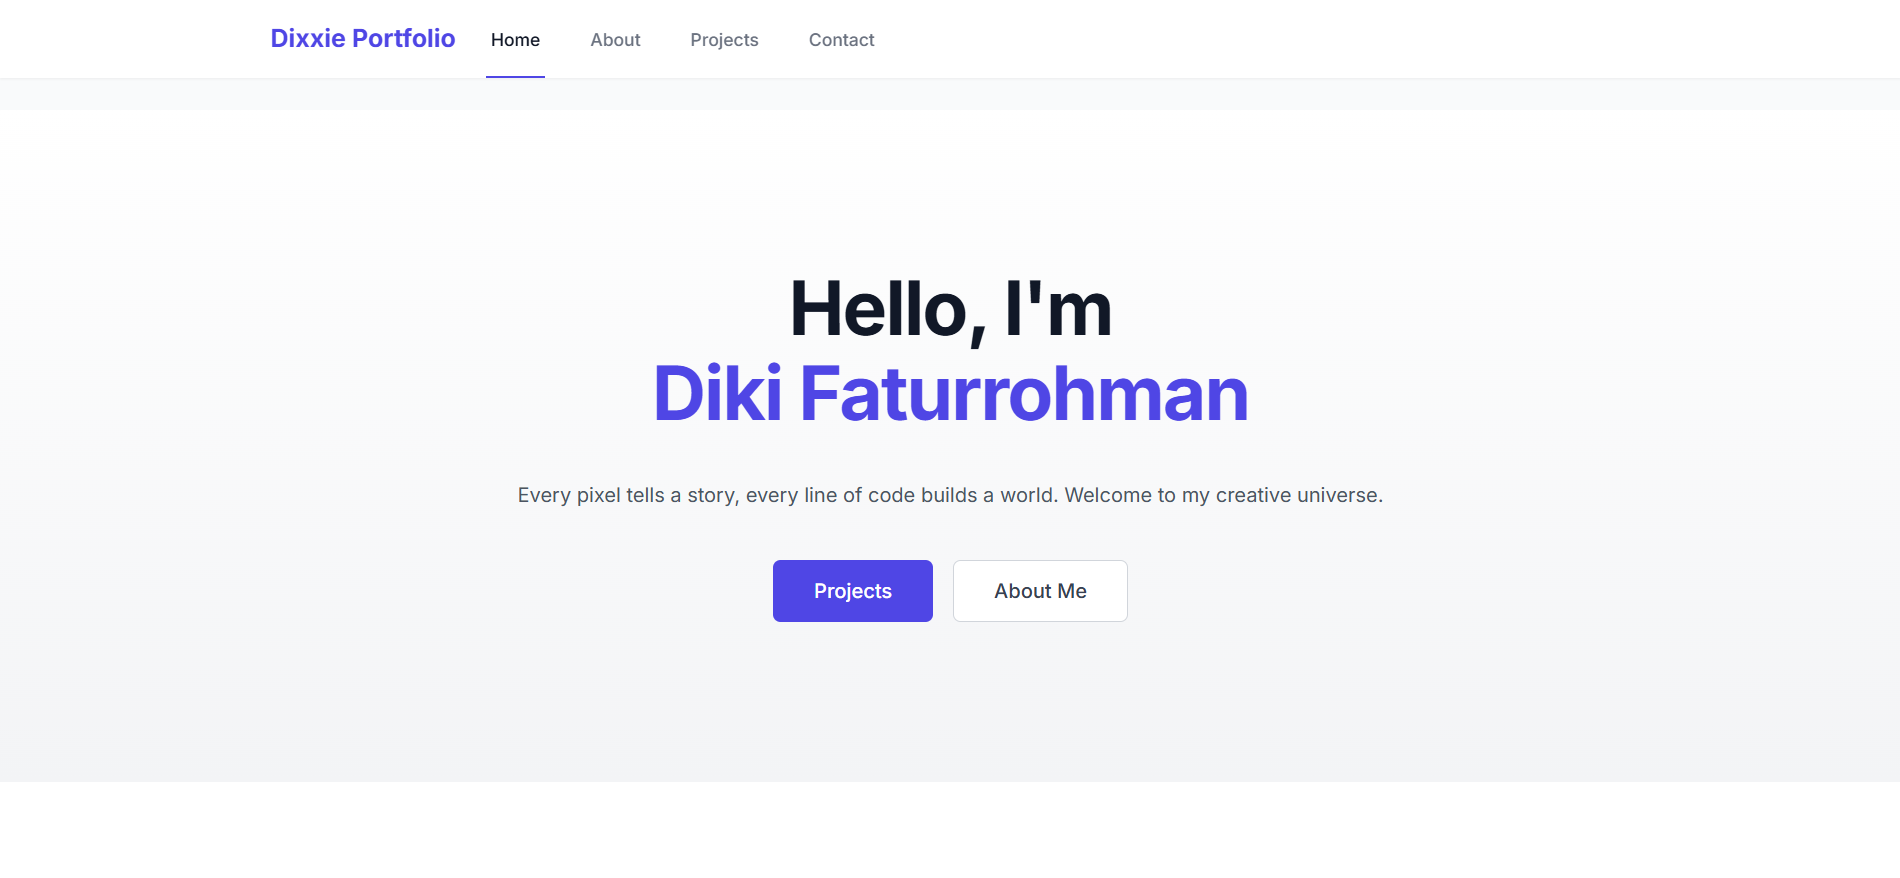 Dixxie Portfolio Home About Projects Contact
Hello, I'm
Diki Faturrohman
Every pixel tells a story, every line of code builds a world. Welcome to my creative universe.
Projects About Me